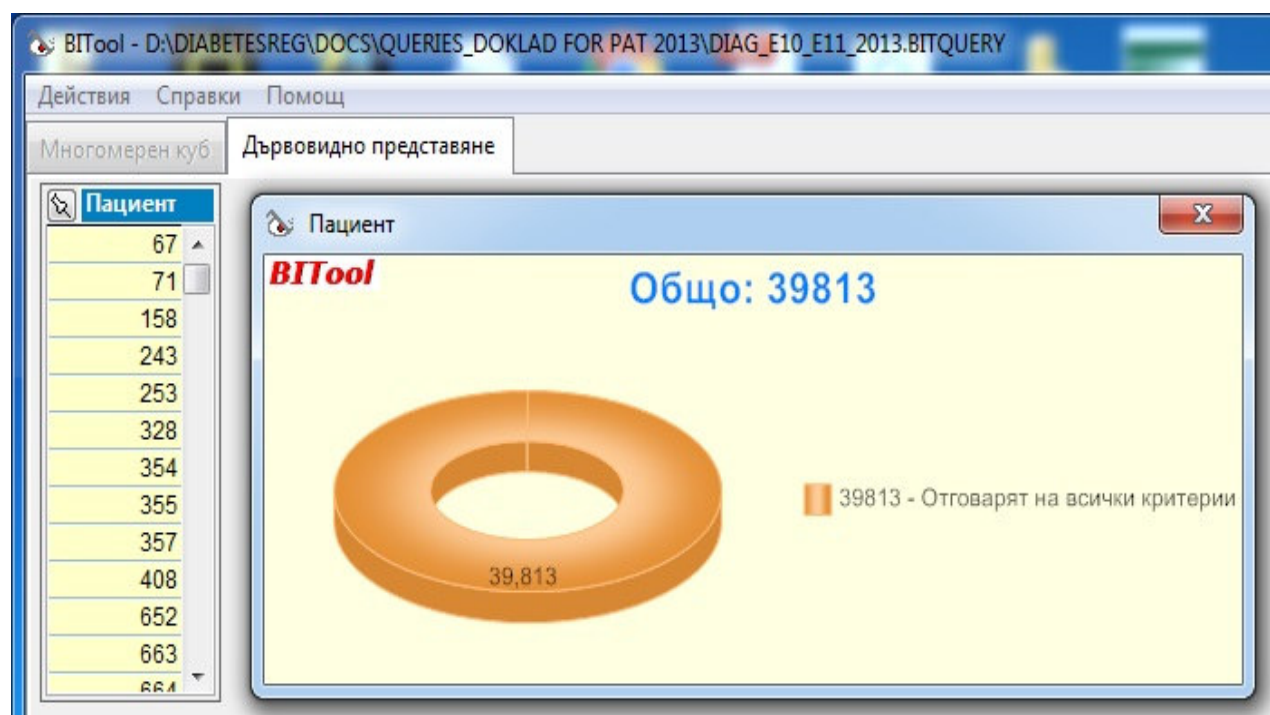 BITool - D:\DIABETESREG\DOCS\QUERIES_DOKLAD FOR PAT 2013\DIAG_E10_E11_2013.BITQUERY
Действия Справки Помощ
Многомерен куб Дървовидно представяне
Пациент
67
71
158
243
253
328
354
355
357
408
652
663
664
Пациент
BITool
Общо: 39813
39,813
39813 - Отговарят на всички критерии